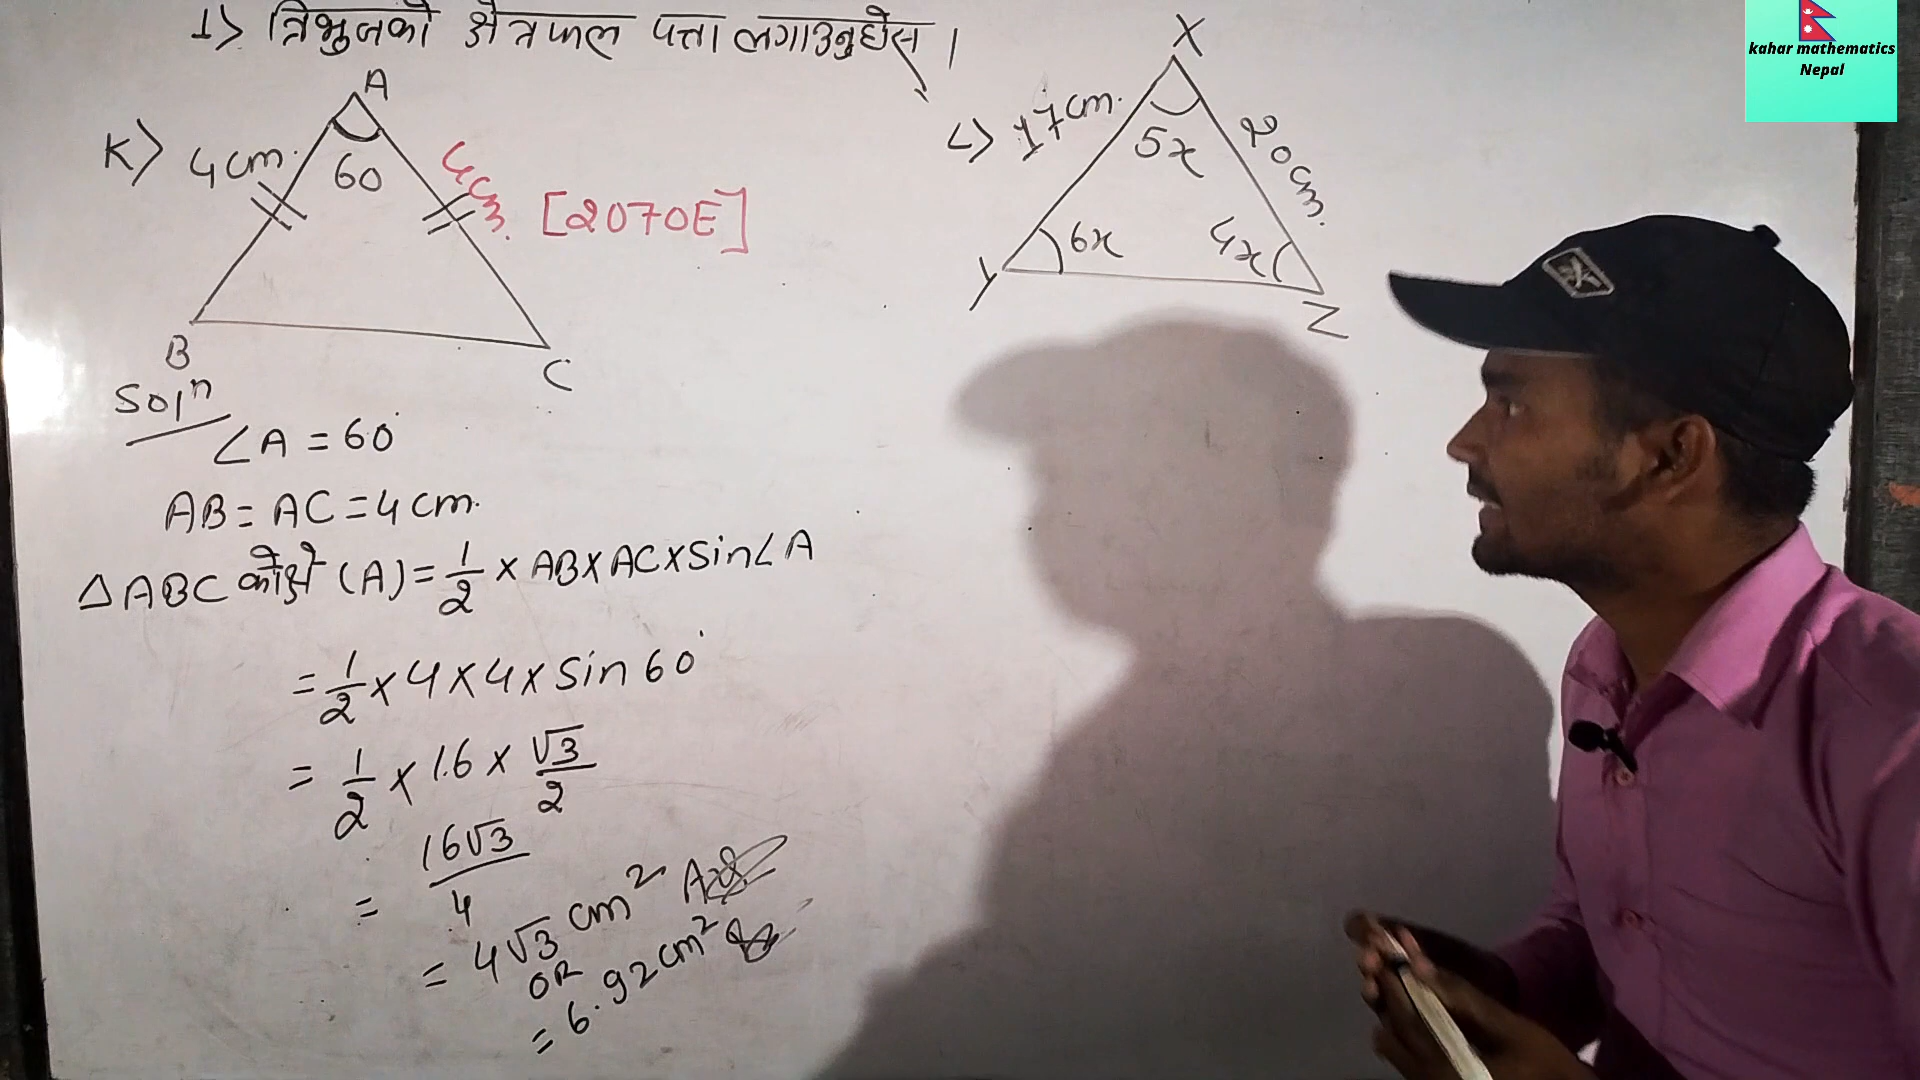 1> त्रिभुजको क्षेत्रफल पत्ता लगाउनुहोस् ।
K>
A
4cm.
60
4cm.
[2070E]
B
C
L>
X
17cm.
5x
20cm.
6x
4x
Y
Z
Solⁿ
∠A = 60°
AB = AC = 4cm.
△ABC को क्षे (A) = 1/2 × AB × AC × Sin∠A
= 1/2 × 4 × 4 × Sin 60°
= 1/2 × 16 × √3/2
= 16√3/4
= 4√3 cm²
OR
= 6.92 cm²
kahar mathematics
Nepal